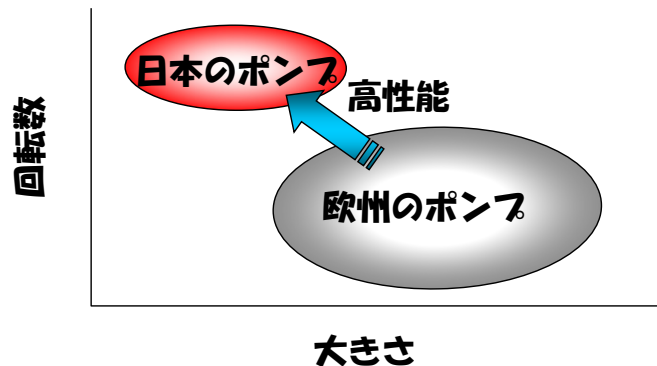 日本のポンプ
高性能
回転数
欧州のポンプ
大きさ